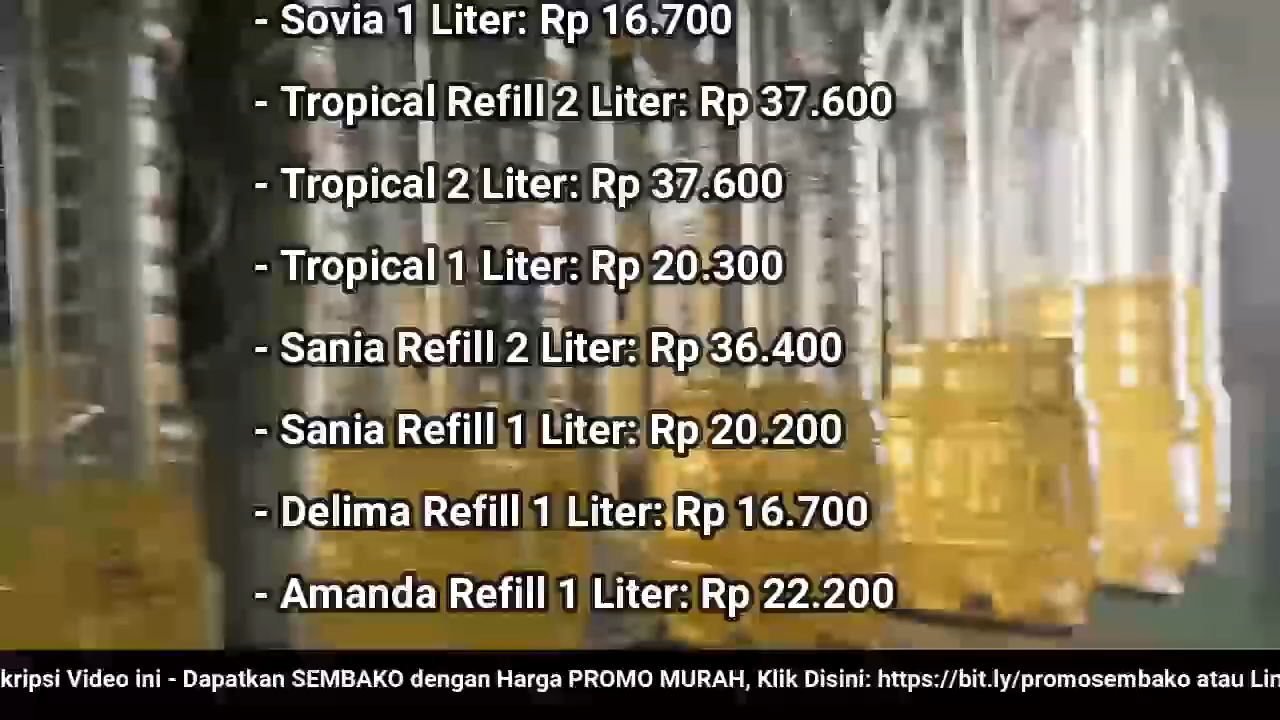 - Sovia 1 Liter: Rp 16.700
- Tropical Refill 2 Liter: Rp 37.600
- Tropical 2 Liter: Rp 37.600
- Tropical 1 Liter: Rp 20.300
- Sania Refill 2 Liter: Rp 36.400
- Sania Refill 1 Liter: Rp 20.200
- Delima Refill 1 Liter: Rp 16.700
- Amanda Refill 1 Liter: Rp 22.200
kripsi Video ini - Dapatkan SEMBAKO dengan Harga PROMO MURAH, Klik Disini: https://bit.ly/promosembako atau Lin